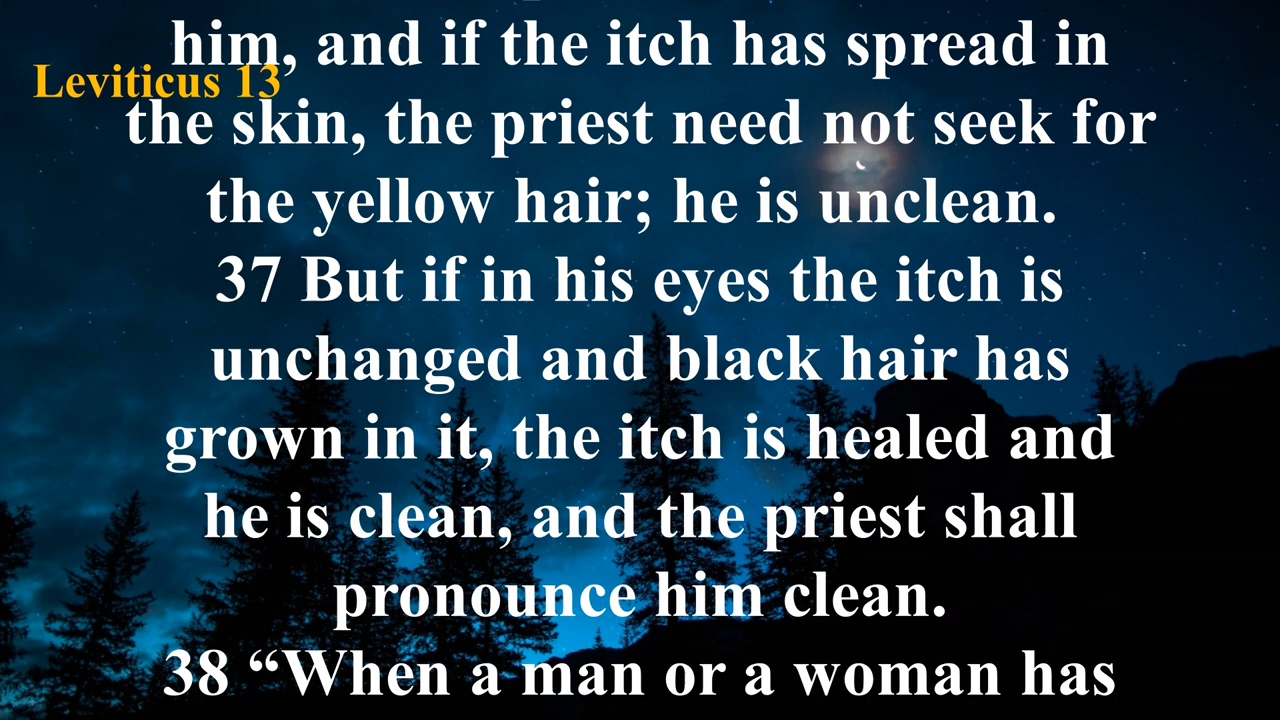 him, and if the itch has spread in
Leviticus 13
the skin, the priest need not seek for
the yellow hair; he is unclean.
37 But if in his eyes the itch is
unchanged and black hair has
grown in it, the itch is healed and
he is clean, and the priest shall
pronounce him clean.
38 “When a man or a woman has